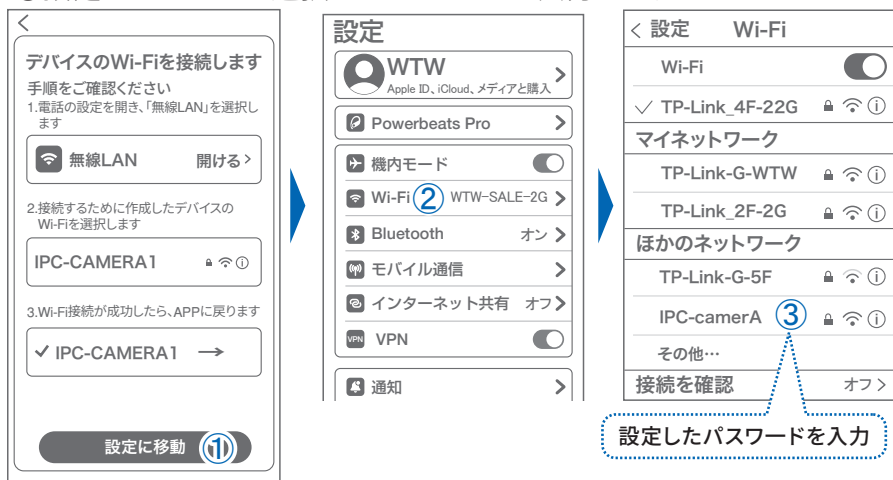 デバイスのWi-Fiを接続します
手順をご確認ください
1.電話の設定を開き、「無線LAN」を選択し
ます
無線LAN 開ける>
2.接続するために作成したデバイスの
Wi-Fiを選択します
IPC-CAMERA1
3.Wi-Fi接続が成功したら、APPに戻ります
✓ IPC-CAMERA1 →
設定に移動 ①
設定
WTW
Apple ID、iCloud、メディアと購入
Powerbeats Pro
機内モード
Wi-Fi ② WTW-SALE-2G
Bluetooth オン
モバイル通信
インターネット共有 オフ
VPN VPN
通知
< 設定 Wi-Fi
Wi-Fi
✓ TP-Link_4F-22G
マイネットワーク
TP-Link-G-WTW
TP-Link_2F-2G
ほかのネットワーク
TP-Link-G-5F
IPC-camerA ③
その他…
接続を確認 オフ>
設定したパスワードを入力